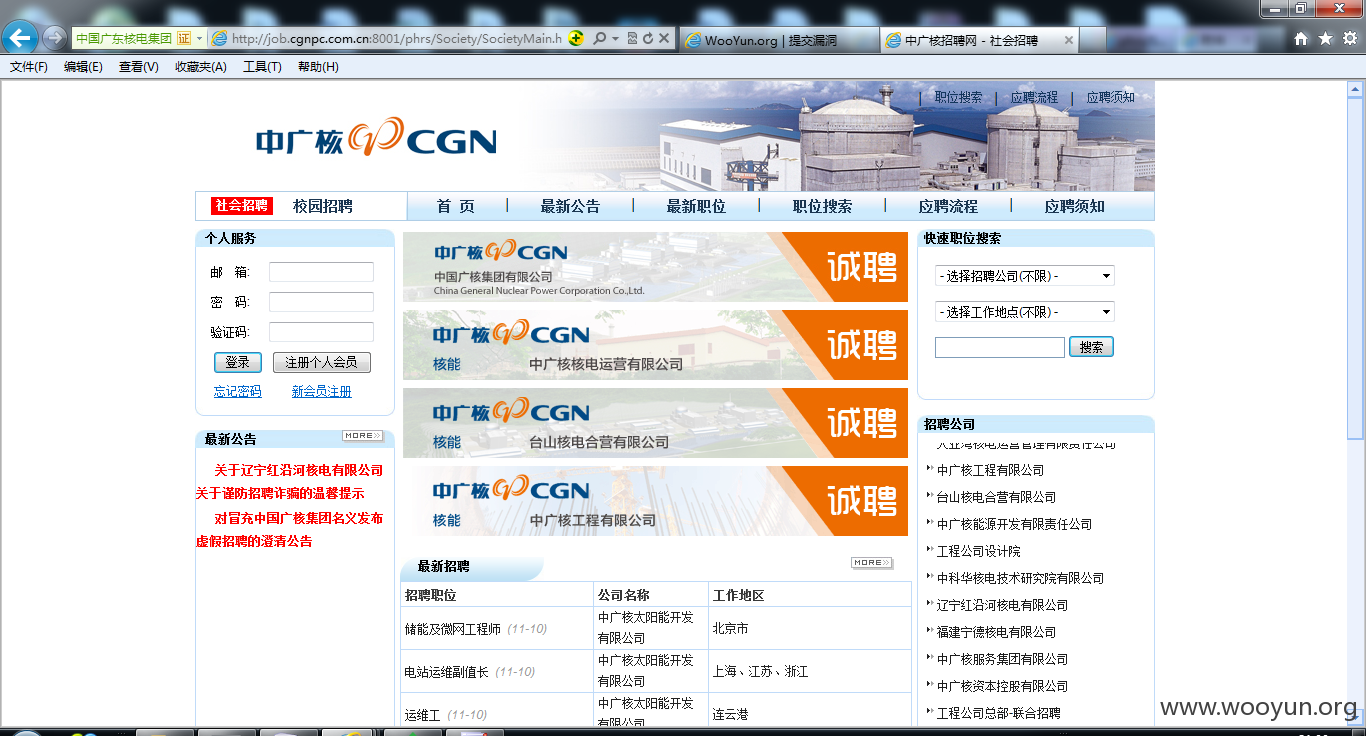 中国广东核电集团 证 http://job.cgnpc.com.cn:8001/phrs/Society/SocietyMain.h
WooYun.org | 提交漏洞
中广核招聘网 - 社会招聘
文件(F) 编辑(E) 查看(V) 收藏夹(A) 工具(T) 帮助(H)
| 职位搜索 | 应聘流程 | 应聘须知
中广核 CGN
社会招聘 校园招聘 首 页 最新公告 最新职位 职位搜索 应聘流程 应聘须知
个人服务
邮 箱:
密 码:
验证码:
登录 注册个人会员
忘记密码 新会员注册
最新公告 MORE
关于辽宁红沿河核电有限公司
关于谨防招聘诈骗的温馨提示
对冒充中国广核集团名义发布
虚假招聘的澄清公告
中广核 CGN
中国广核集团有限公司
China General Nuclear Power Corporation Co.,Ltd.
诚聘
中广核 CGN
核能 中广核核电运营有限公司
诚聘
中广核 CGN
核能 台山核电合营有限公司
诚聘
中广核 CGN
核能 中广核工程有限公司
诚聘
最新招聘 MORE
招聘职位 公司名称 工作地区
储能及微网工程师 (11-10) 中广核太阳能开发
有限公司 北京市
电站运维副值长 (11-10) 中广核太阳能开发
有限公司 上海、江苏、浙江
运维工 (11-10) 中广核太阳能开发
有限公司 连云港
快速职位搜索
- 选择招聘公司(不限) -
- 选择工作地点(不限) -
搜索
招聘公司
大亚湾核电运营管理有限责任公司
中广核工程有限公司
台山核电合营有限公司
中广核能源开发有限责任公司
工程公司设计院
中科华核电技术研究院有限公司
辽宁红沿河核电有限公司
福建宁德核电有限公司
中广核服务集团有限公司
中广核资本控股有限公司
工程公司总部-联合招聘
www.wooyun.org